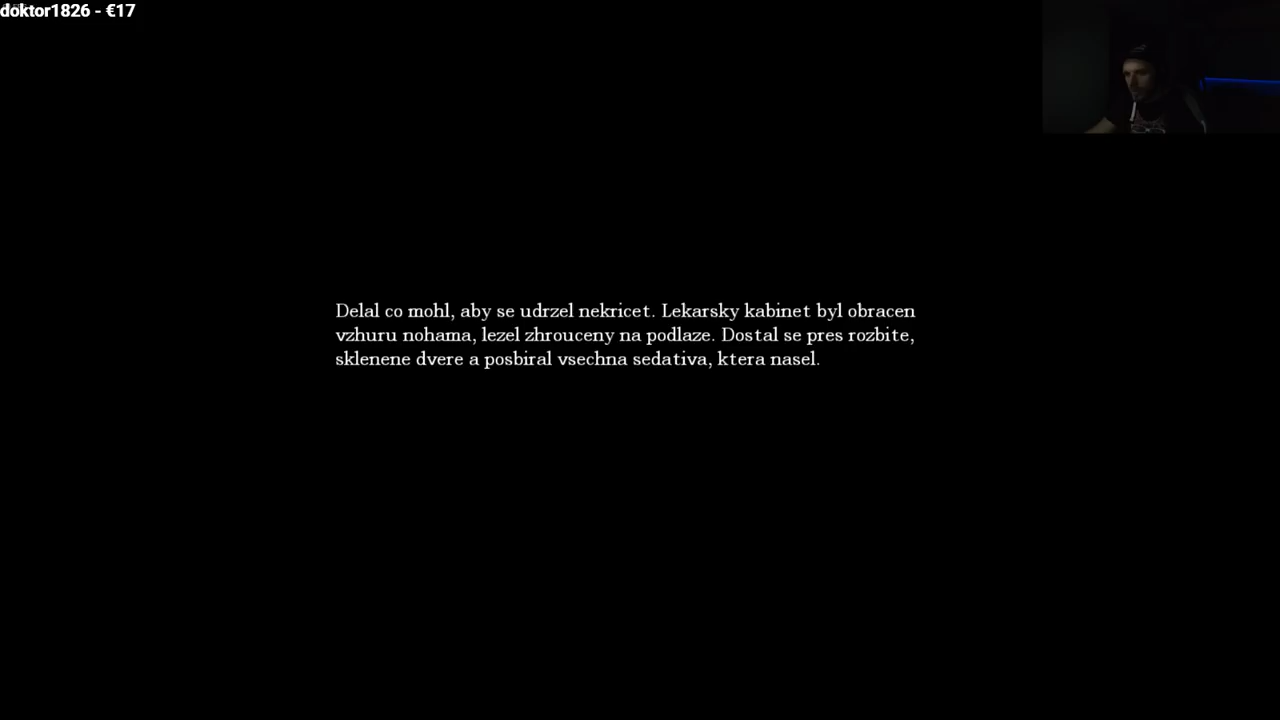 doktor1826 - €17
Delal co mohl, aby se udrzel nekricet. Lekarsky kabinet byl obracen
vzhuru nohama, lezel zhrouceny na podlaze. Dostal se pres rozbite,
sklenene dvere a posbiral vsechna sedativa, ktera nasel.